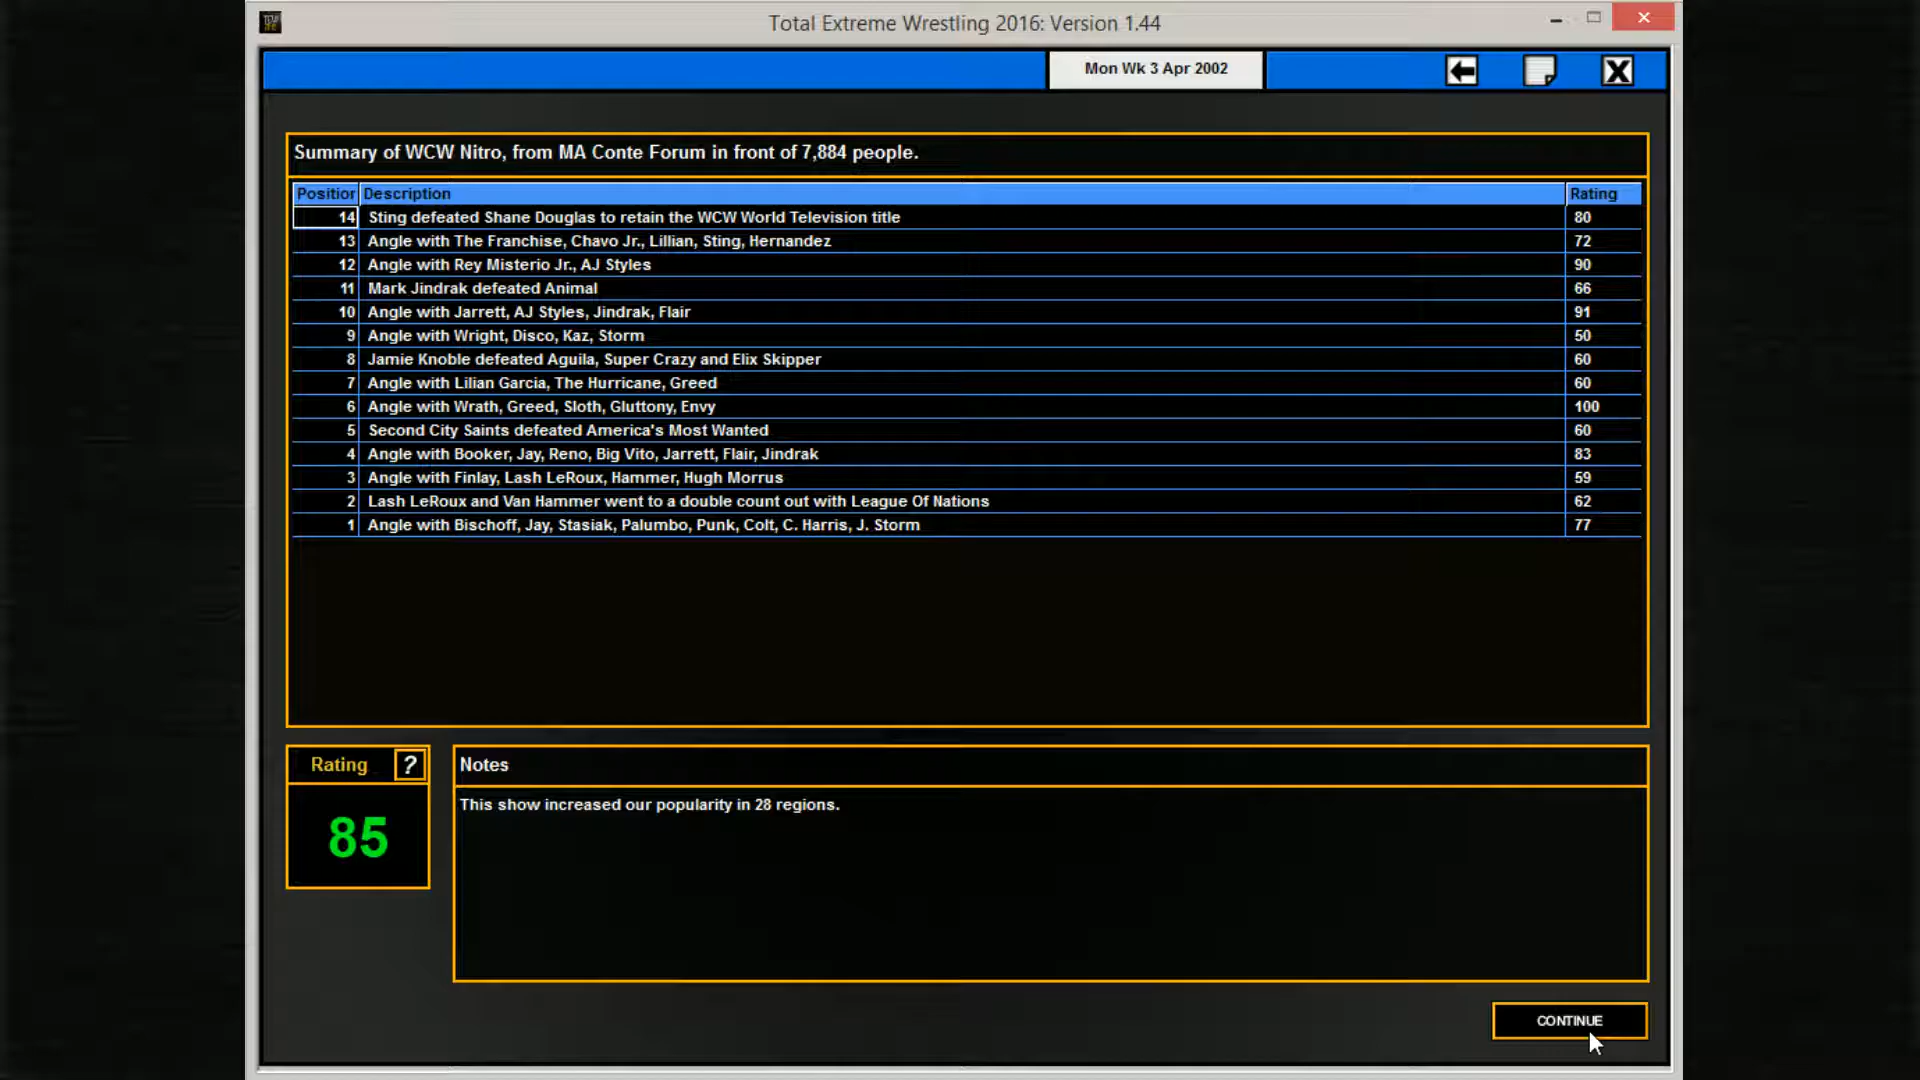 Total Extreme Wrestling 2016: Version 1.44
Mon Wk 3 Apr 2002
Summary of WCW Nitro, from MA Conte Forum in front of 7,884 people.
Position Description Rating
14 Sting defeated Shane Douglas to retain the WCW World Television title 80
13 Angle with The Franchise, Chavo Jr., Lillian, Sting, Hernandez 72
12 Angle with Rey Misterio Jr., AJ Styles 90
11 Mark Jindrak defeated Animal 66
10 Angle with Jarrett, AJ Styles, Jindrak, Flair 91
9 Angle with Wright, Disco, Kaz, Storm 50
8 Jamie Knoble defeated Aguila, Super Crazy and Elix Skipper 60
7 Angle with Lilian Garcia, The Hurricane, Greed 60
6 Angle with Wrath, Greed, Sloth, Gluttony, Envy 100
5 Second City Saints defeated America's Most Wanted 60
4 Angle with Booker, Jay, Reno, Big Vito, Jarrett, Flair, Jindrak 83
3 Angle with Finlay, Lash LeRoux, Hammer, Hugh Morrus 59
2 Lash LeRoux and Van Hammer went to a double count out with League Of Nations 62
1 Angle with Bischoff, Jay, Stasiak, Palumbo, Punk, Colt, C. Harris, J. Storm 77
Rating ?
85
Notes
This show increased our popularity in 28 regions.
CONTINUE